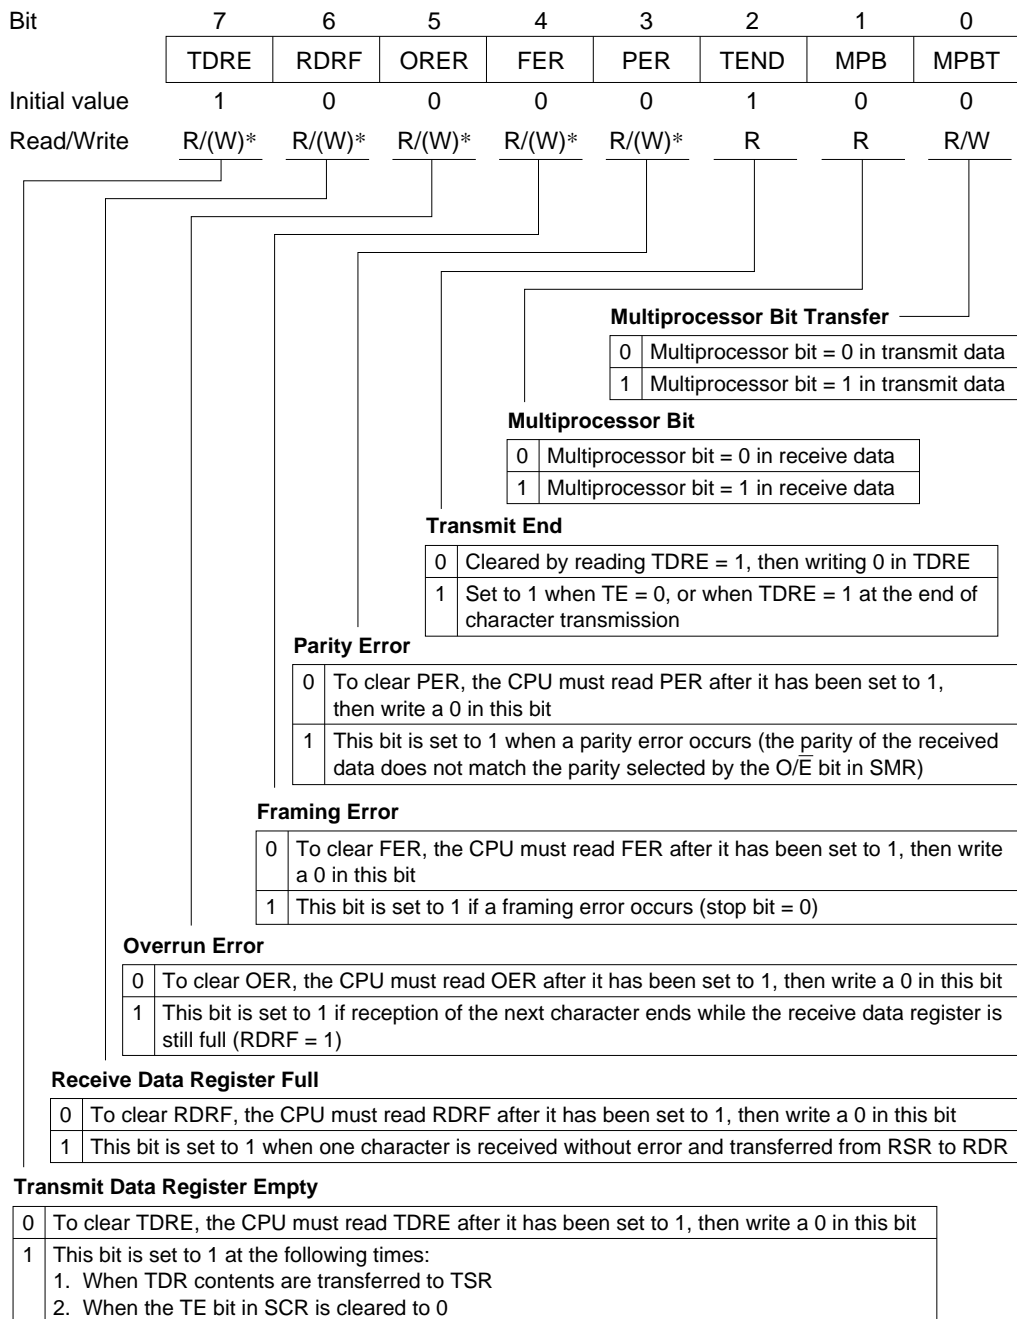 Bit 7 6 5 4 3 2 1 0
TDRE RDRF ORER FER PER TEND MPB MPBT
Initial value 1 0 0 0 0 1 0 0
Read/Write R/(W)* R/(W)* R/(W)* R/(W)* R/(W)* R R R/W
Multiprocessor Bit Transfer
0 Multiprocessor bit = 0 in transmit data
1 Multiprocessor bit = 1 in transmit data
Multiprocessor Bit
0 Multiprocessor bit = 0 in receive data
1 Multiprocessor bit = 1 in receive data
Transmit End
0 Cleared by reading TDRE = 1, then writing 0 in TDRE
1 Set to 1 when TE = 0, or when TDRE = 1 at the end of
character transmission
Parity Error
0 To clear PER, the CPU must read PER after it has been set to 1,
then write a 0 in this bit
1 This bit is set to 1 when a parity error occurs (the parity of the received
data does not match the parity selected by the O/E̅ bit in SMR)
Framing Error
0 To clear FER, the CPU must read FER after it has been set to 1, then write
a 0 in this bit
1 This bit is set to 1 if a framing error occurs (stop bit = 0)
Overrun Error
0 To clear OER, the CPU must read OER after it has been set to 1, then write a 0 in this bit
1 This bit is set to 1 if reception of the next character ends while the receive data register is
still full (RDRF = 1)
Receive Data Register Full
0 To clear RDRF, the CPU must read RDRF after it has been set to 1, then write a 0 in this bit
1 This bit is set to 1 when one character is received without error and transferred from RSR to RDR
Transmit Data Register Empty
0 To clear TDRE, the CPU must read TDRE after it has been set to 1, then write a 0 in this bit
1 This bit is set to 1 at the following times:
1. When TDR contents are transferred to TSR
2. When the TE bit in SCR is cleared to 0